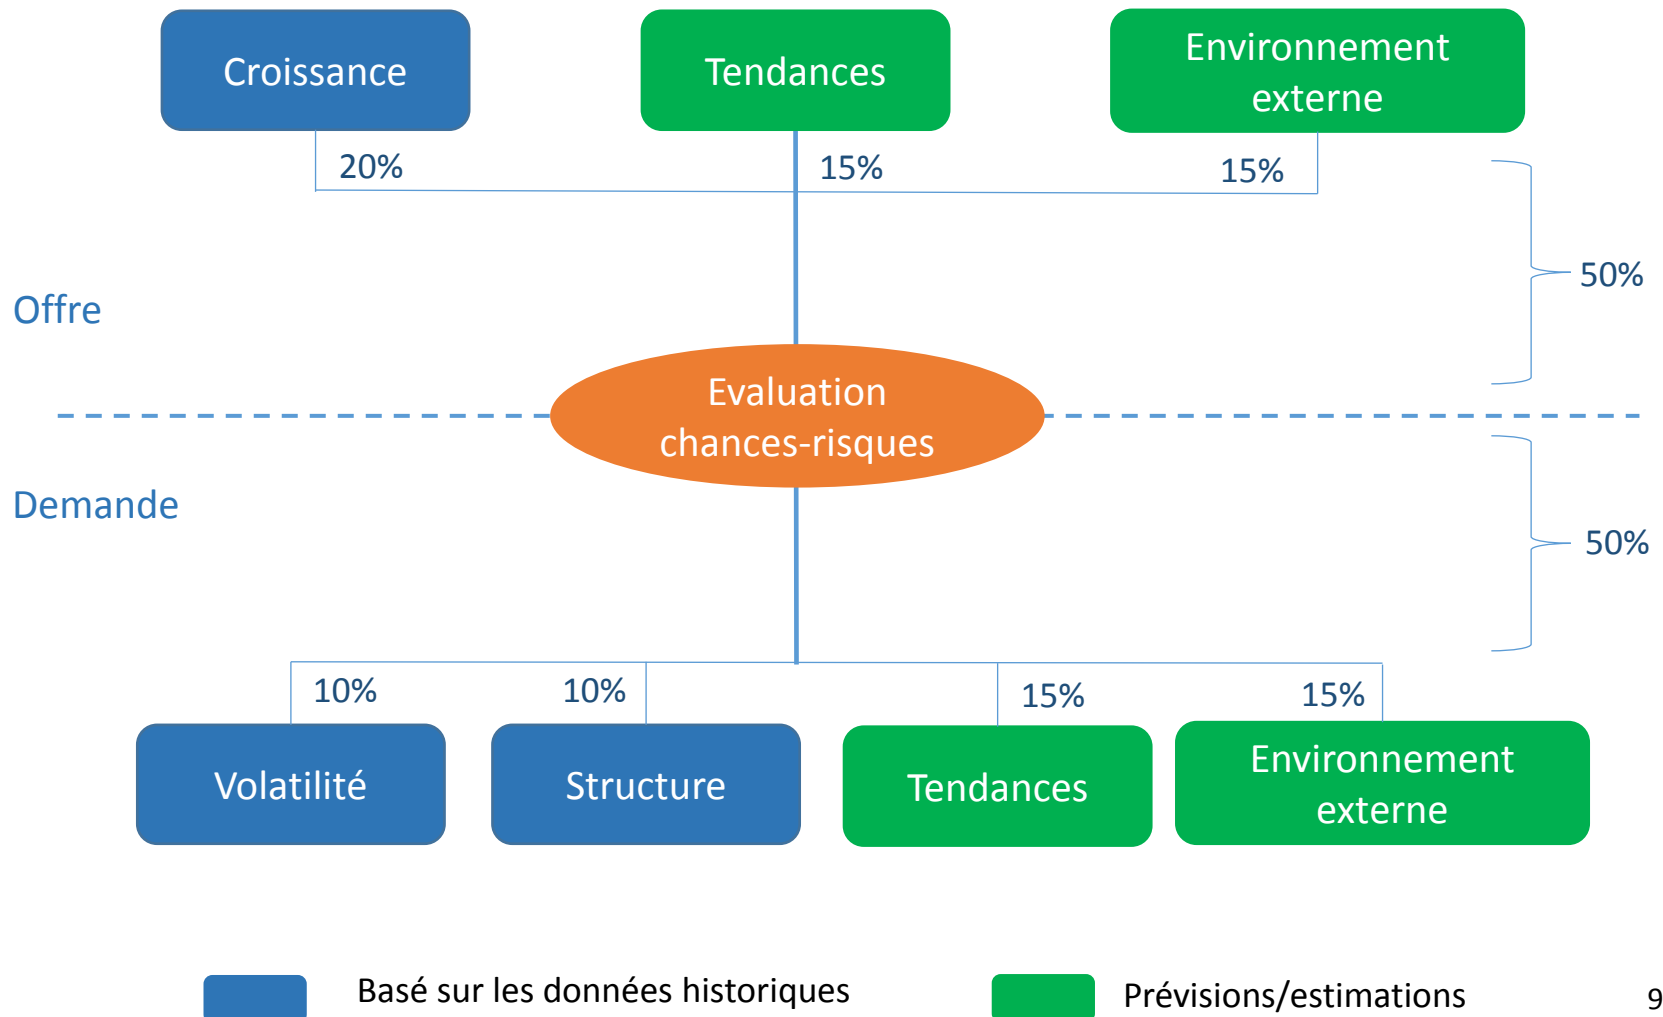 Croissance
Tendances
Environnement
externe
20%
15%
15%
50%
Offre
Evaluation
chances-risques
Demande
50%
10%
10%
15%
15%
Volatilité
Structure
Tendances
Environnement
externe
Basé sur les données historiques
Prévisions/estimations
9